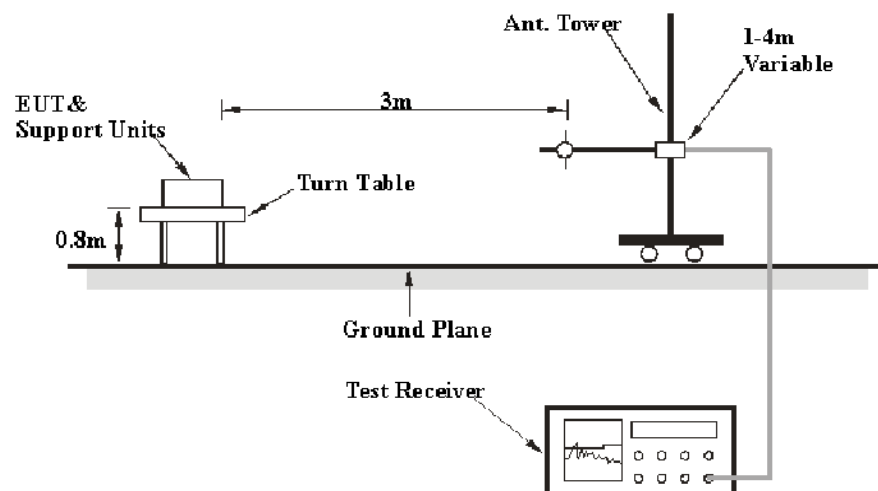 Ant. Tower
1-4m
Variable
3m
EUT&
Support Units
Turn Table
0.8m
Ground Plane
Test Receiver